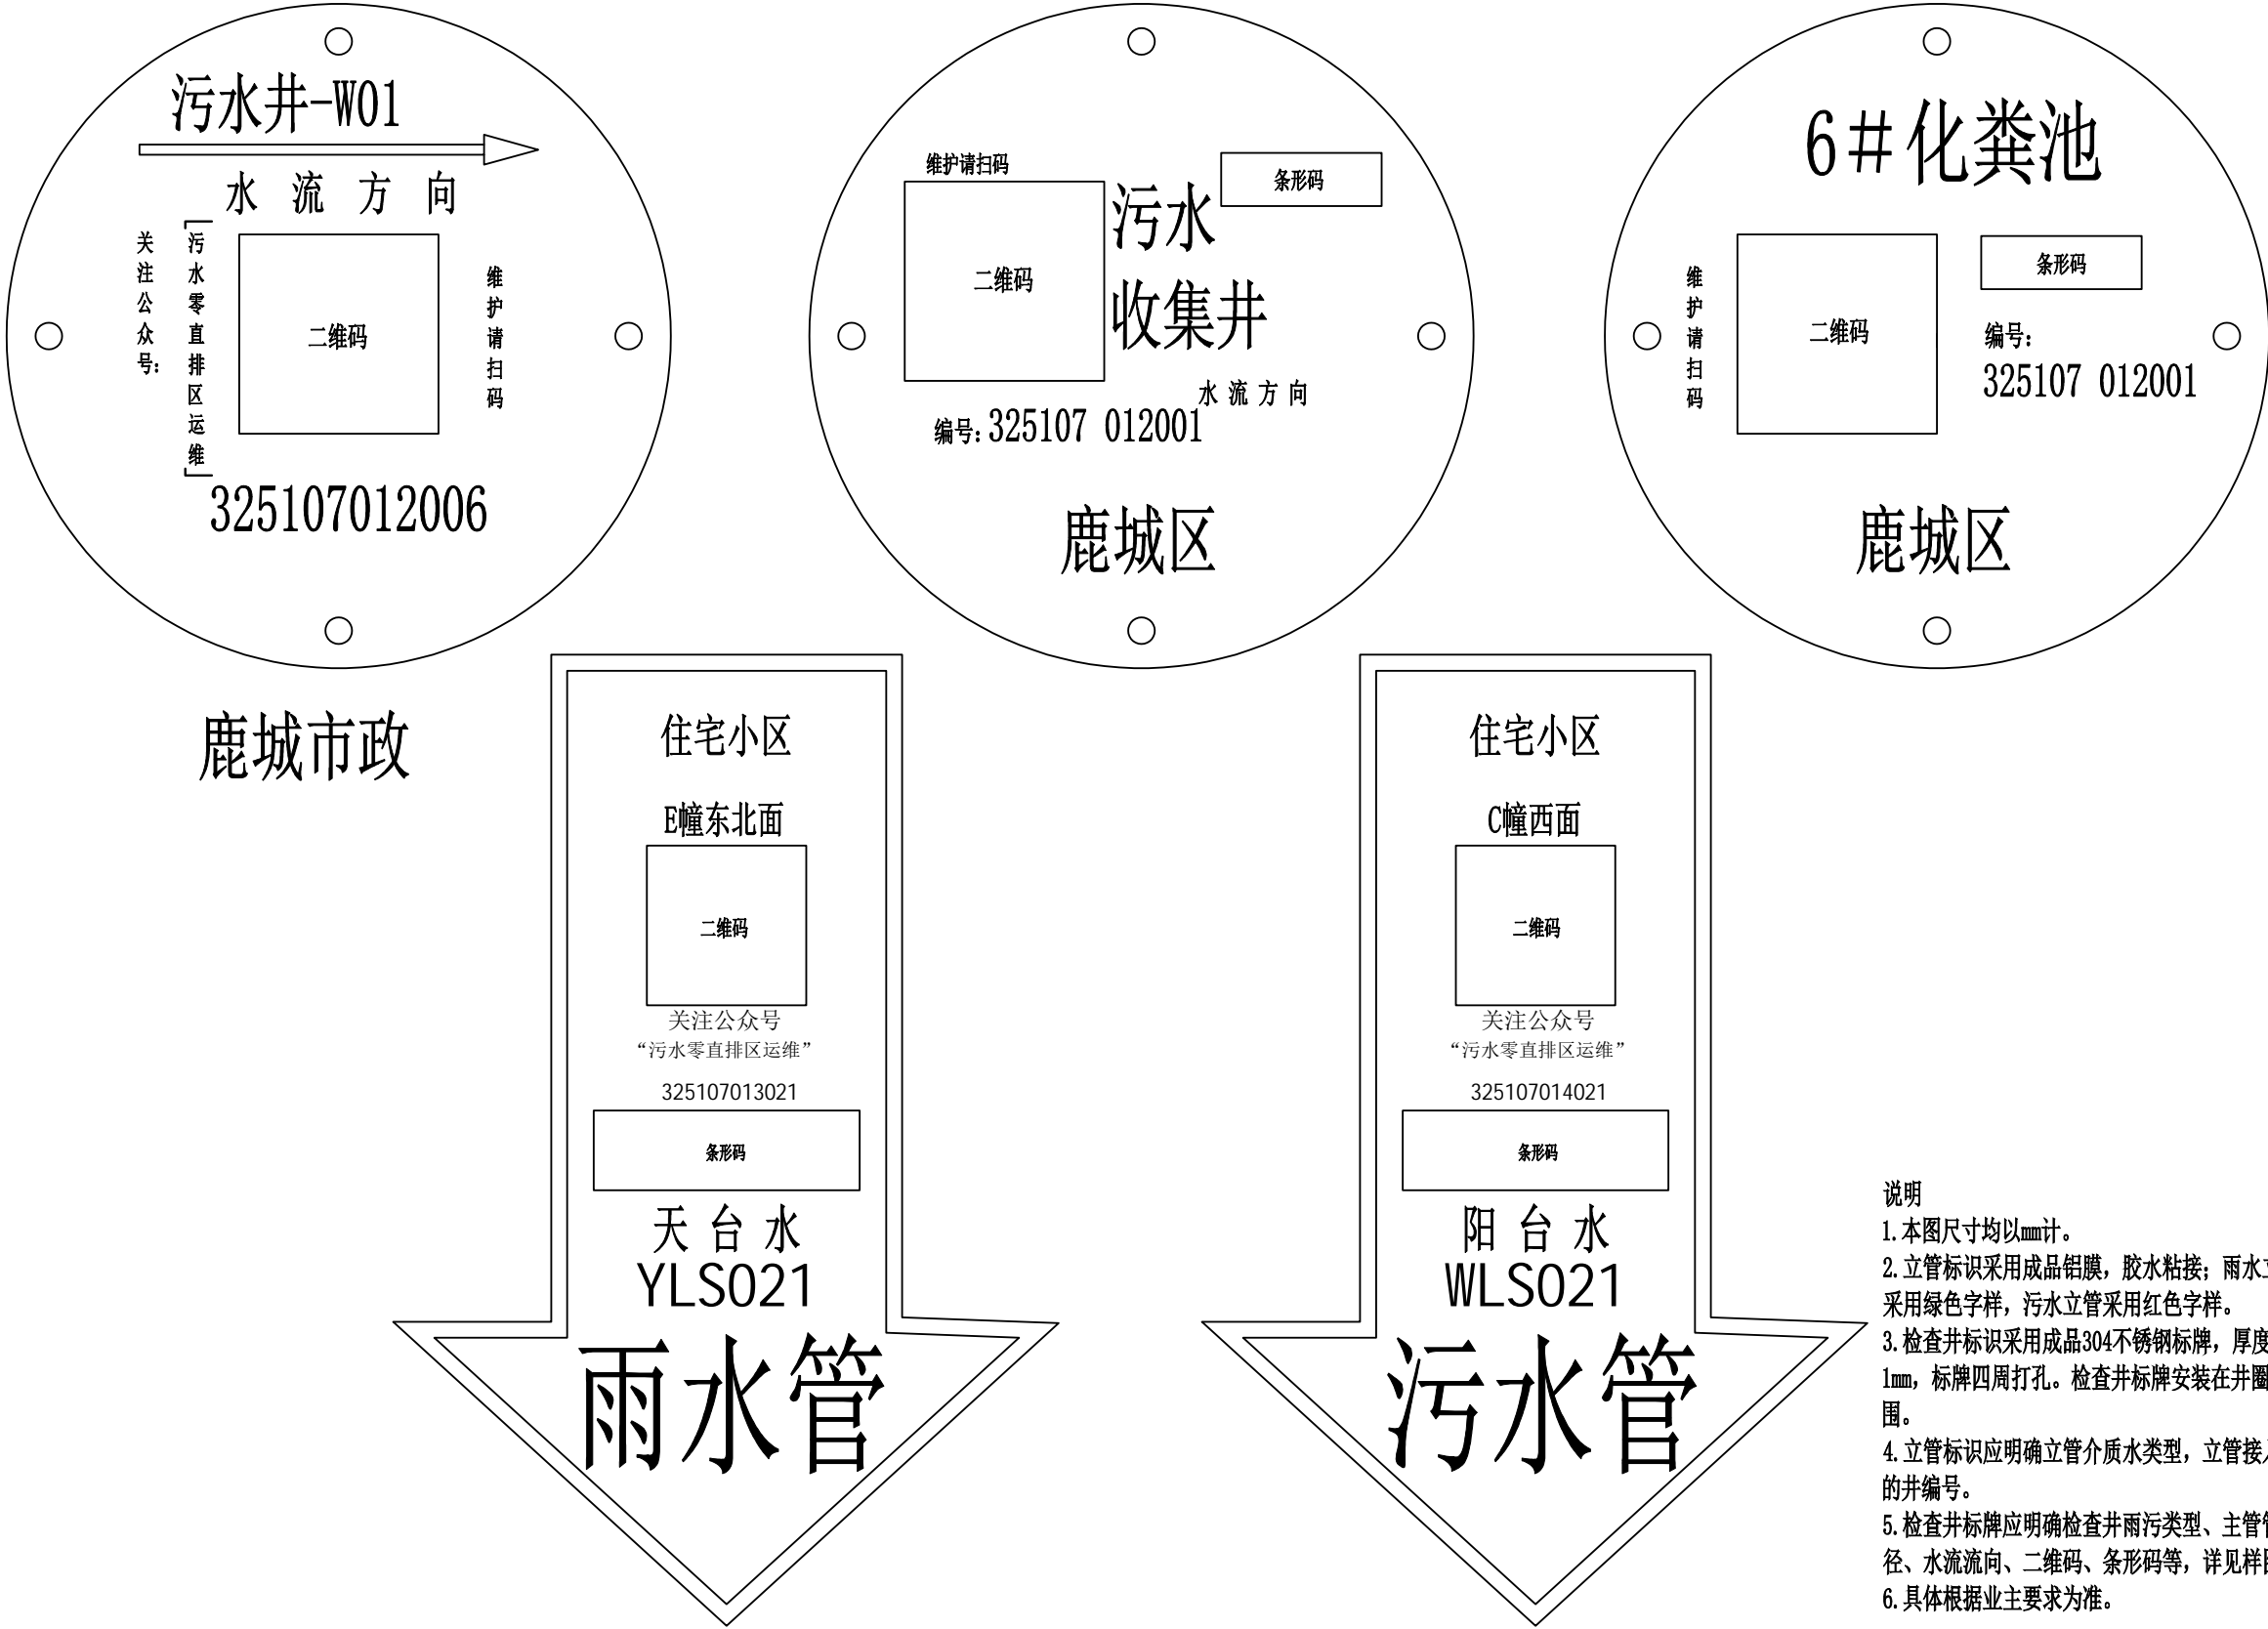 污水井-W01
水流方向
关注公众号：
[污水零直排区运维]
二维码
维护请扫码
325107012006
鹿城市政
维护请扫码
二维码
条形码
污水
收集井
水流方向
编号：325107 012001
鹿城区
6#化粪池
维护请扫码
二维码
条形码
编号：
325107 012001
鹿城区
住宅小区
E幢东北面
二维码
关注公众号
“污水零直排区运维”
325107013021
条形码
天台水
YLS021
雨水管
住宅小区
C幢西面
二维码
关注公众号
“污水零直排区运维”
325107014021
条形码
阳台水
WLS021
污水管
说明
1.本图尺寸均以mm计。
2.立管标识采用成品铝膜，胶水粘接；雨水立
采用绿色字样，污水立管采用红色字样。
3.检查井标识采用成品304不锈钢标牌，厚度
1mm，标牌四周打孔。检查井标牌安装在井圈
围。
4.立管标识应明确立管介质水类型，立管接入
的井编号。
5.检查井标牌应明确检查井雨污类型、主管管
径、水流流向、二维码、条形码等，详见样
6.具体根据业主要求为准。